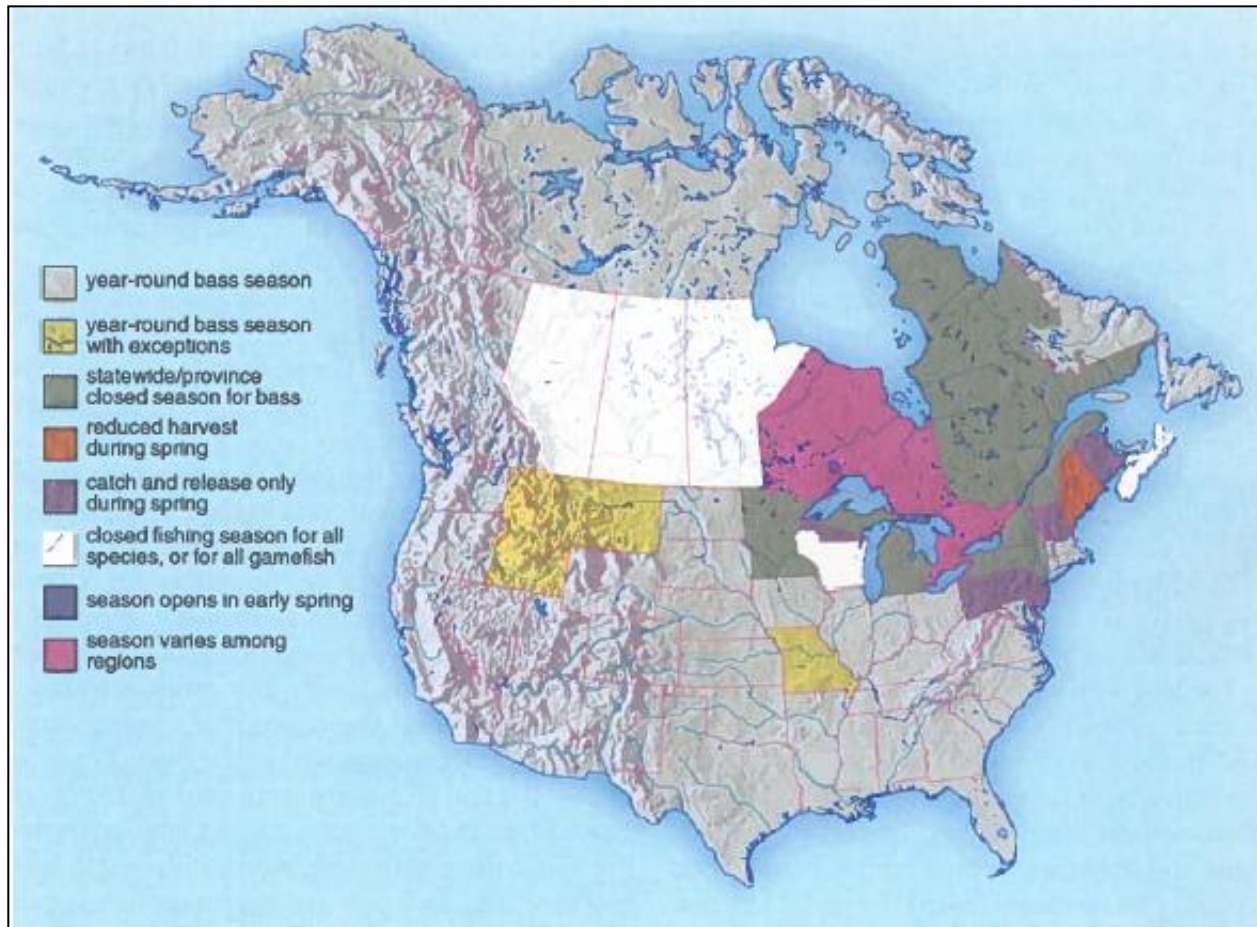 year-round bass season
year-round bass season
with exceptions
statewide/province
closed season for bass
reduced harvest
during spring
catch and release only
during spring
closed fishing season for all
species, or for all gamefish
season opens in early spring
season varies among
regions